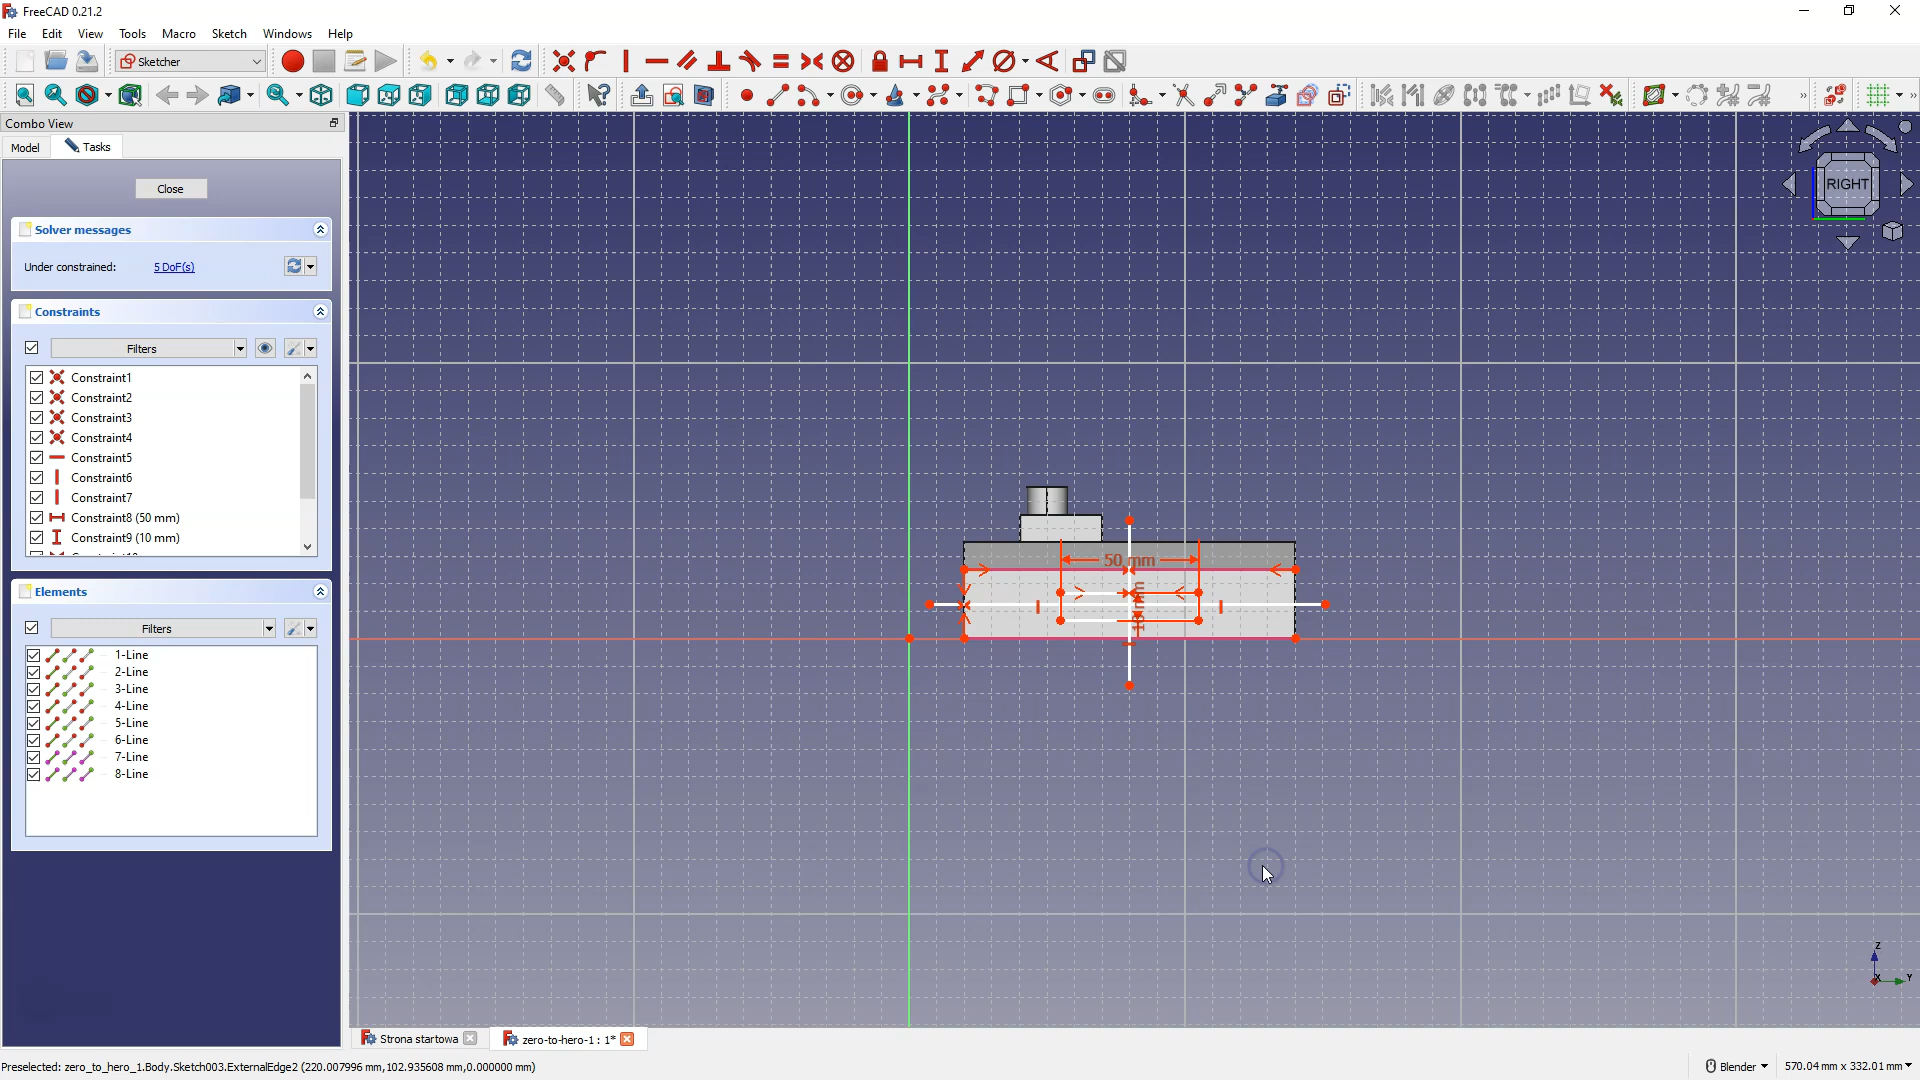 FreeCAD 0.21.2
File Edit View Tools Macro Sketch Windows Help
Sketcher
Combo View
Model Tasks
RIGHT
Close
Solver messages
Under constrained: 5 DoF(s)
Constraints
Filters
Constraint1
Constraint2
Constraint3
Constraint4
Constraint5
Constraint6
Constraint7
Constraint8 (50 mm)
Constraint9 (10 mm)
50 mm
Elements
Filters
1-Line
2-Line
3-Line
4-Line
5-Line
6-Line
7-Line
8-Line
Z
X Y
Strona startowa
zero-to-hero-1 : 1*
Preselected: zero_to_hero_1.Body.Sketch003.ExternalEdge2 (220.007996 mm,102.935608 mm,0.000000 mm)
Blender
570.04 mm x 332.01 mm